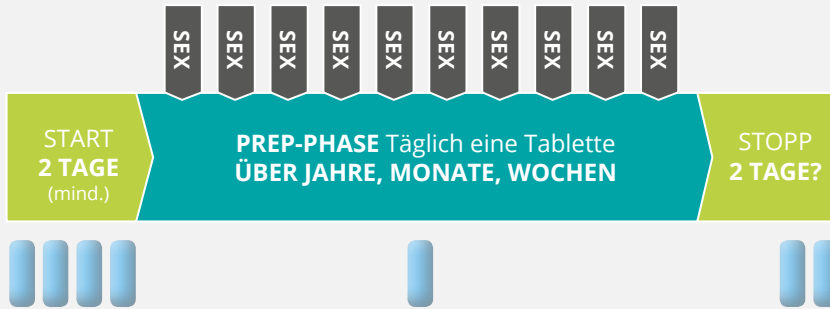 SEX
SEX
SEX
SEX
SEX
SEX
SEX
SEX
SEX
SEX
START
2 TAGE
(mind.)
PREP-PHASE Täglich eine Tablette
ÜBER JAHRE, MONATE, WOCHEN
STOPP
2 TAGE?